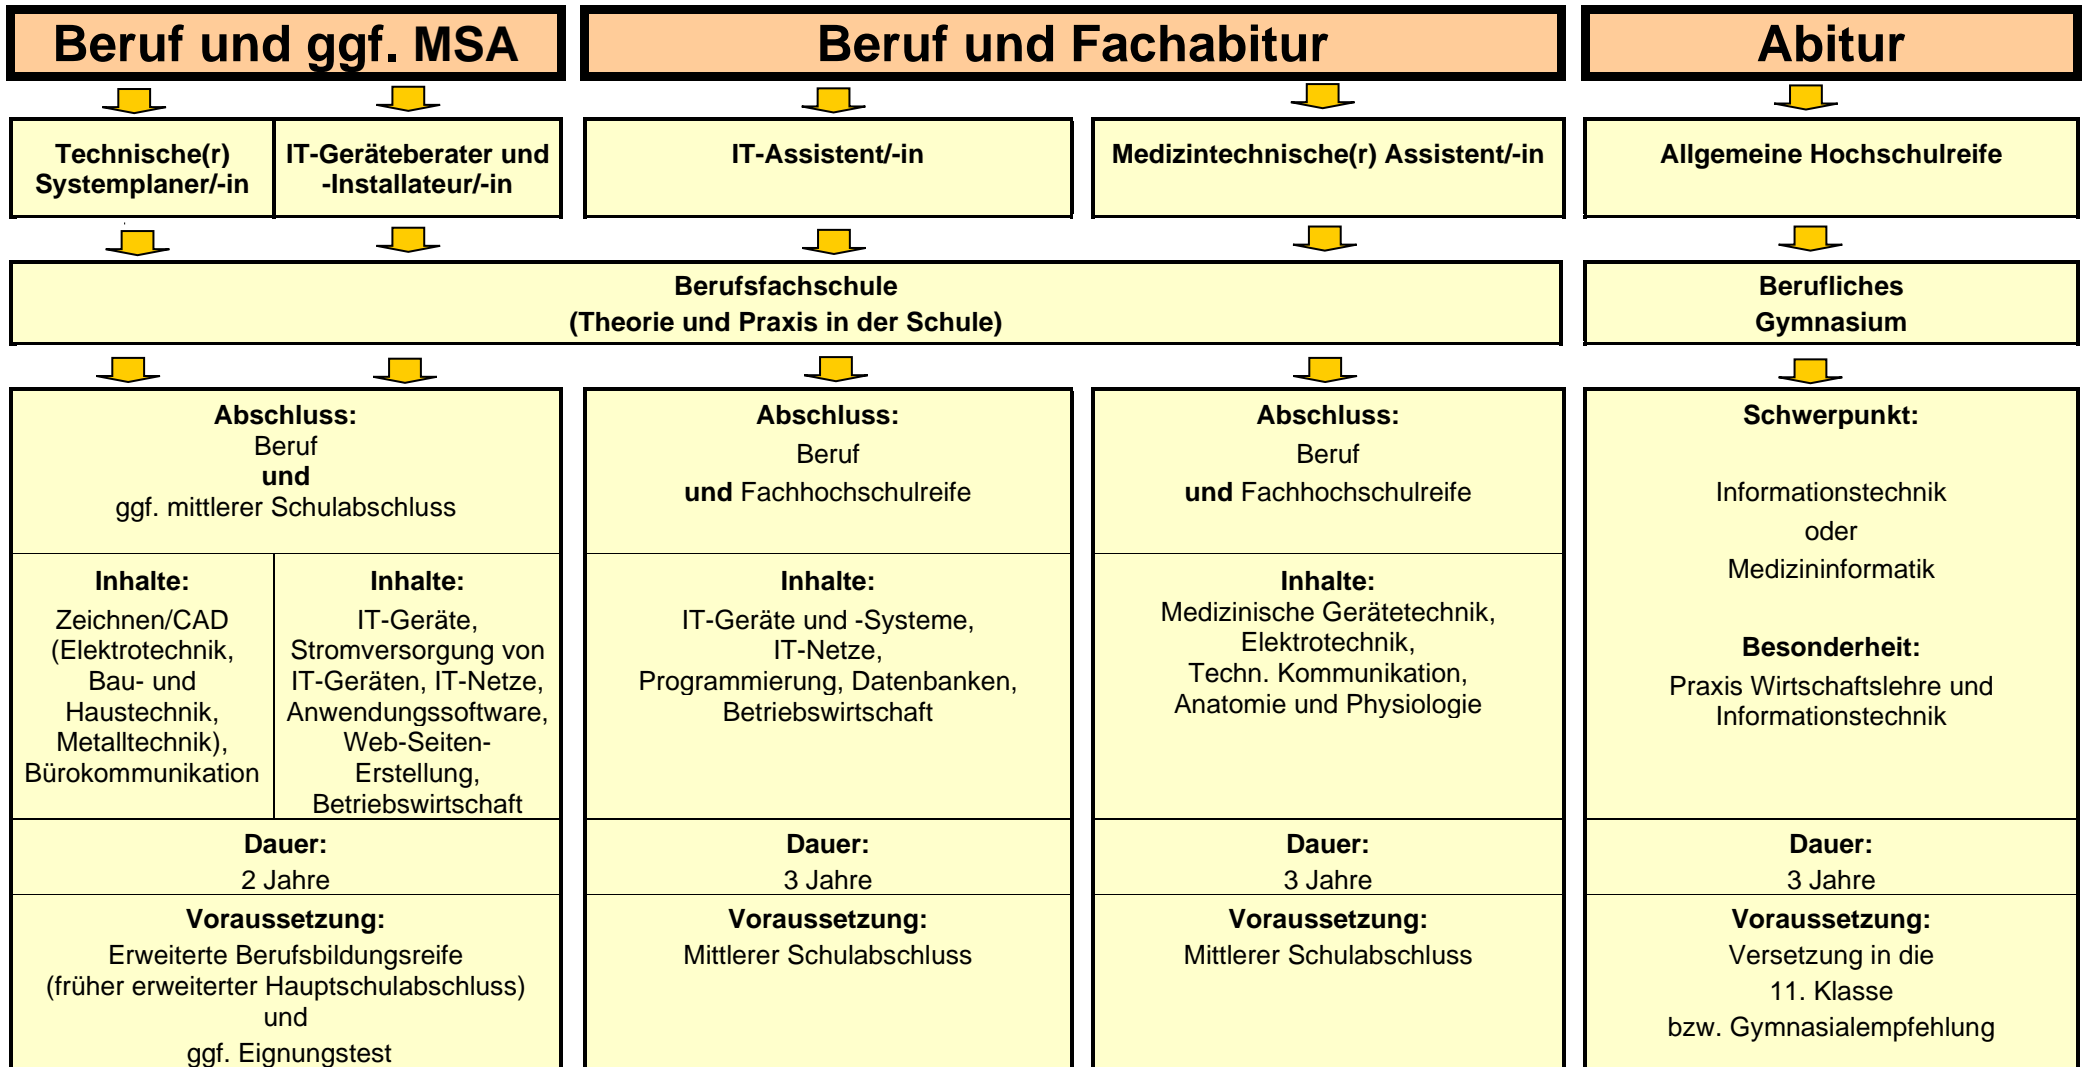 Beruf und ggf. MSA
Beruf und Fachabitur
Abitur
Technische(r)
Systemplaner/-in
IT-Geräteberater und
-Installateur/-in
IT-Assistent/-in
Medizintechnische(r) Assistent/-in
Allgemeine Hochschulreife
Berufsfachschule
(Theorie und Praxis in der Schule)
Berufliches
Gymnasium
Abschluss:
Beruf
und
ggf. mittlerer Schulabschluss
Abschluss:
Beruf
und Fachhochschulreife
Abschluss:
Beruf
und Fachhochschulreife
Schwerpunkt:
Informationstechnik
oder
Medizininformatik
Besonderheit:
Praxis Wirtschaftslehre und
Informationstechnik
Inhalte:
Zeichnen/CAD
(Elektrotechnik,
Bau- und
Haustechnik,
Metalltechnik),
Bürokommunikation
Inhalte:
IT-Geräte,
Stromversorgung von
IT-Geräten, IT-Netze,
Anwendungssoftware,
Web-Seiten-
Erstellung,
Betriebswirtschaft
Inhalte:
IT-Geräte und -Systeme,
IT-Netze,
Programmierung, Datenbanken,
Betriebswirtschaft
Inhalte:
Medizinische Gerätetechnik,
Elektrotechnik,
Techn. Kommunikation,
Anatomie und Physiologie
Dauer:
2 Jahre
Dauer:
3 Jahre
Dauer:
3 Jahre
Dauer:
3 Jahre
Voraussetzung:
Erweiterte Berufsbildungsreife
(früher erweiterter Hauptschulabschluss)
und
ggf. Eignungstest
Voraussetzung:
Mittlerer Schulabschluss
Voraussetzung:
Mittlerer Schulabschluss
Voraussetzung:
Versetzung in die
11. Klasse
bzw. Gymnasialempfehlung